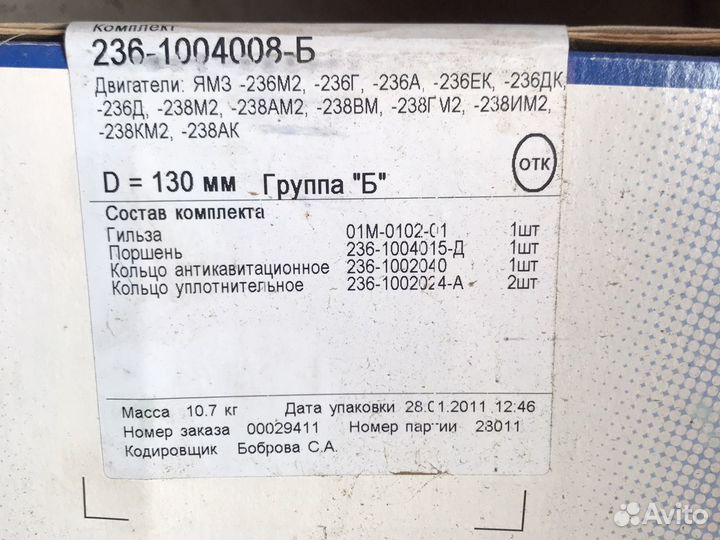 Комплект
236-1004008-Б
Двигатели: ЯМЗ -236М2, -236Г, -236А, -236ЕК, -236ДК,
-236Д, -238М2, -238АМ2, -238ВМ, -238ГМ2, -238ИМ2,
-238КМ2, -238АК
ОТК
D = 130 мм Группа "Б"
Состав комплекта
Гильза 01М-0102-01 1шт
Поршень 236-1004015-Д 1шт
Кольцо антикавитационное 236-1002040 1шт
Кольцо уплотнительное 236-1002024-А 2шт
Масса 10.7 кг Дата упаковки 28.01.2011 12:46
Номер заказа 00029411 Номер партии 28011
Кодировщик Боброва С.А.
Avito